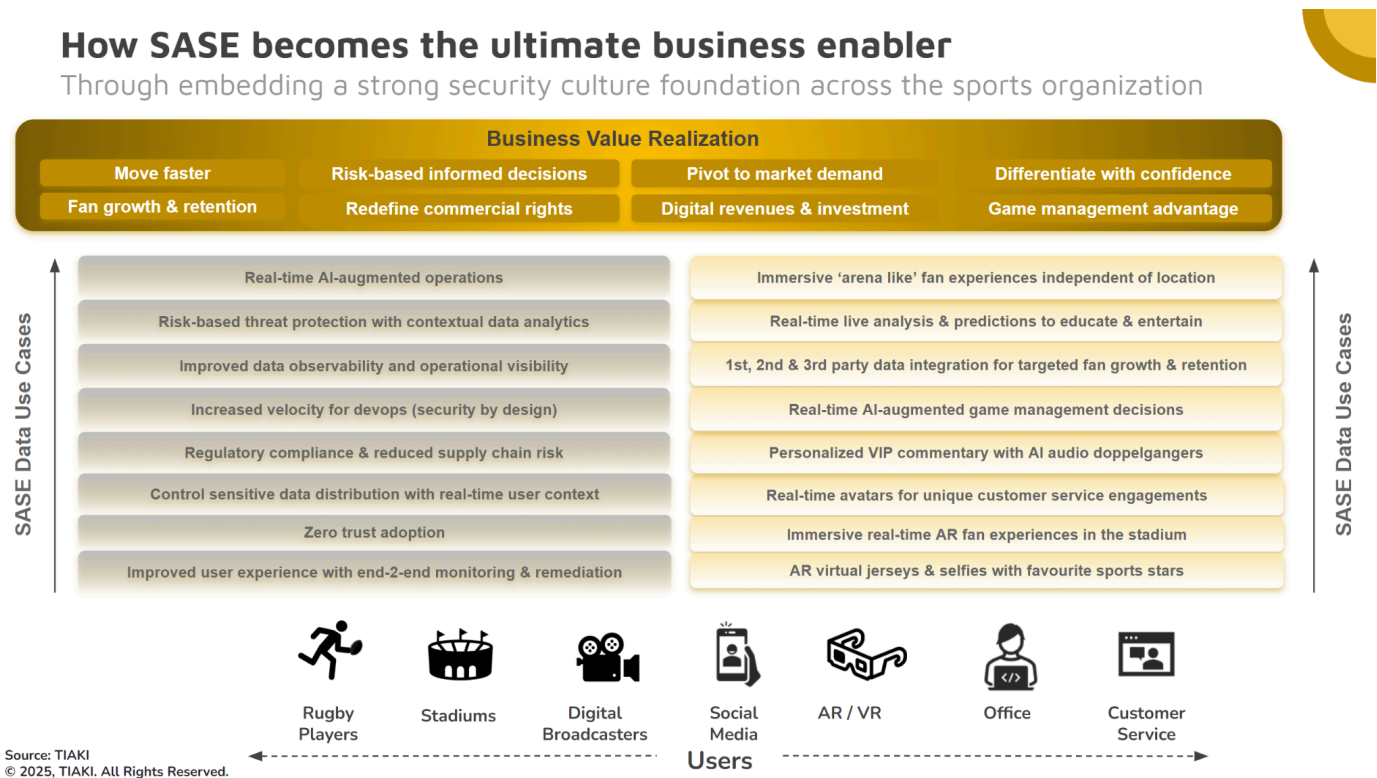 How SASE becomes the ultimate business enabler
Through embedding a strong security culture foundation across the sports organization
Business Value Realization
Move faster
Risk-based informed decisions
Pivot to market demand
Differentiate with confidence
Fan growth & retention
Redefine commercial rights
Digital revenues & investment
Game management advantage
SASE Data Use Cases
Real-time AI-augmented operations
Risk-based threat protection with contextual data analytics
Improved data observability and operational visibility
Increased velocity for devops (security by design)
Regulatory compliance & reduced supply chain risk
Control sensitive data distribution with real-time user context
Zero trust adoption
Improved user experience with end-2-end monitoring & remediation
Immersive ‘arena like’ fan experiences independent of location
Real-time live analysis & predictions to educate & entertain
1st, 2nd & 3rd party data integration for targeted fan growth & retention
Real-time AI-augmented game management decisions
Personalized VIP commentary with AI audio doppelgangers
Real-time avatars for unique customer service engagements
Immersive real-time AR fan experiences in the stadium
AR virtual jerseys & selfies with favourite sports stars
SASE Data Use Cases
</>
Rugby
Players
Stadiums
Digital
Broadcasters
Social
Media
AR / VR
Office
Customer
Service
Users
Source: TIAKI
© 2025, TIAKI. All Rights Reserved.